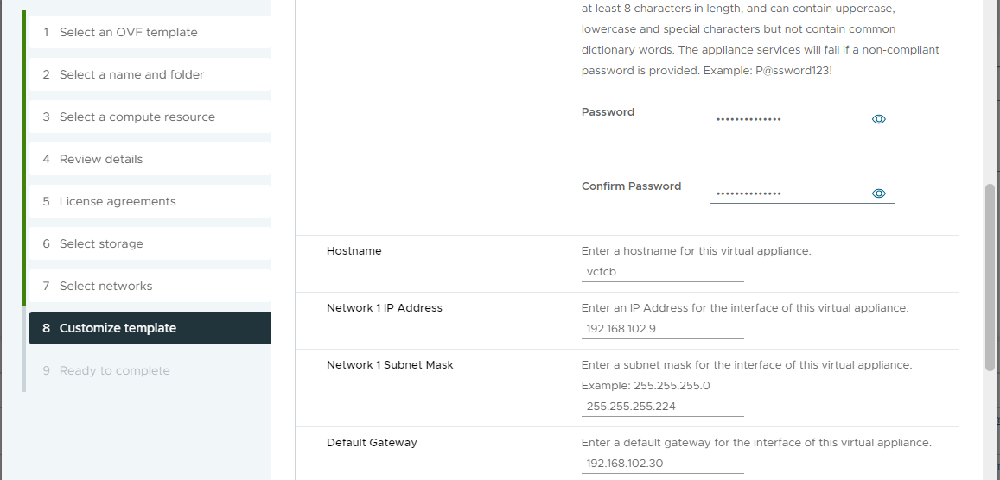 at least 8 characters in length, and can contain uppercase,
lowercase and special characters but not contain common
dictionary words. The appliance services will fail if a non-compliant
password is provided. Example: P@ssword123!
1 Select an OVF template
2 Select a name and folder
3 Select a compute resource
4 Review details
5 License agreements
6 Select storage
7 Select networks
8 Customize template
9 Ready to complete
Password
••••••••••••••
Confirm Password
••••••••••••••
Hostname
Enter a hostname for this virtual appliance.
vcfcb
Network 1 IP Address
Enter an IP Address for the interface of this virtual appliance.
192.168.102.9
Network 1 Subnet Mask
Enter a subnet mask for the interface of this virtual appliance.
Example: 255.255.255.0
255.255.255.224
Default Gateway
Enter a default gateway for the interface of this virtual appliance.
192.168.102.30